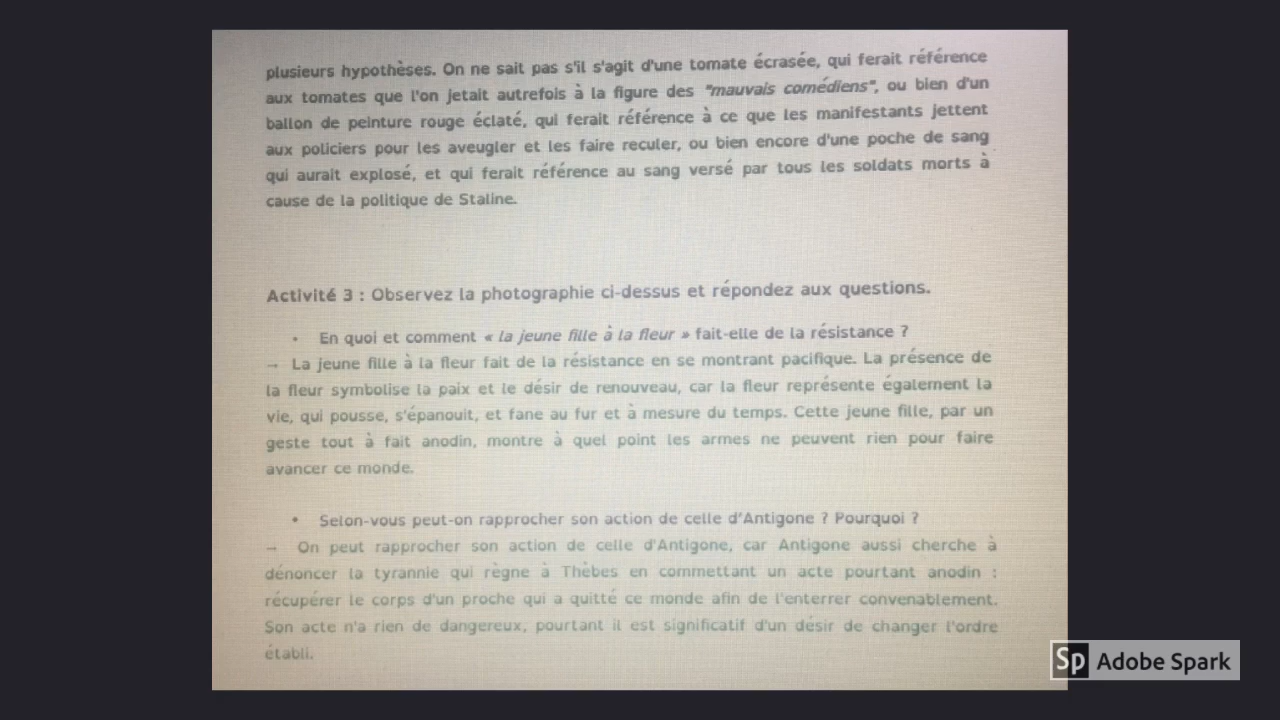 plusieurs hypothèses. On ne sait pas s'il s'agit d'une tomate écrasée, qui ferait référence
aux tomates que l'on jetait autrefois à la figure des "mauvais comédiens", ou bien d'un
ballon de peinture rouge éclaté, qui ferait référence à ce que les manifestants jettent
aux policiers pour les aveugler et les faire reculer, ou bien encore d'une poche de sang
qui aurait explosé, et qui ferait référence au sang versé par tous les soldats morts à
cause de la politique de Staline.
Activité 3 : Observez la photographie ci-dessus et répondez aux questions.
• En quoi et comment « la jeune fille à la fleur » fait-elle de la résistance ?
→ La jeune fille à la fleur fait de la résistance en se montrant pacifique. La présence de
la fleur symbolise la paix et le désir de renouveau, car la fleur représente également la
vie, qui pousse, s'épanouit, et fane au fur et à mesure du temps. Cette jeune fille, par un
geste tout à fait anodin, montre à quel point les armes ne peuvent rien pour faire
avancer ce monde.
• Selon-vous peut-on rapprocher son action de celle d'Antigone ? Pourquoi ?
→ On peut rapprocher son action de celle d'Antigone, car Antigone aussi cherche à
dénoncer la tyrannie qui règne à Thèbes en commettant un acte pourtant anodin :
récupérer le corps d'un proche qui a quitté ce monde afin de l'enterrer convenablement.
Son acte n'a rien de dangereux, pourtant il est significatif d'un désir de changer l'ordre
établi.
Sp Adobe Spark